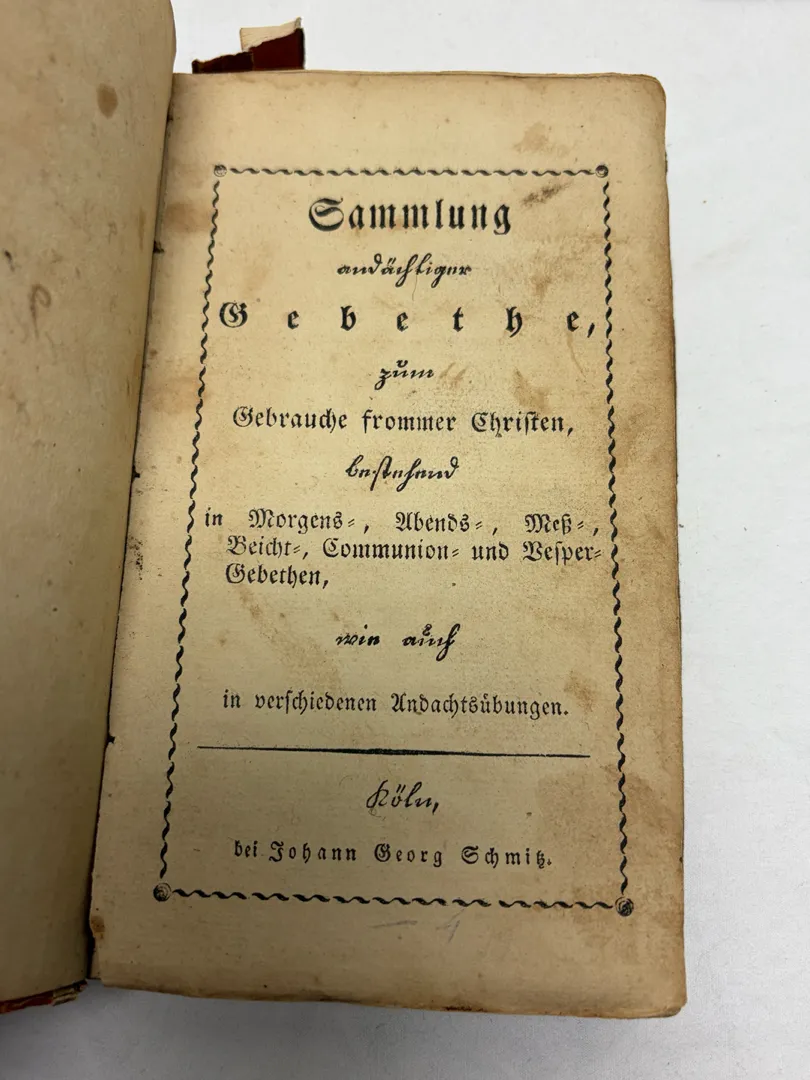 Sammlung
andächtiger
Gebethe,
zum
Gebrauche frommer Christen,
bestehend
in Morgens-, Abends-, Meß-,
Beicht-, Communion- und Vesper-
Gebethen,
wie auch
in verschiedenen Andachtsübungen.
Köln,
bei Johann Georg Schmitz.